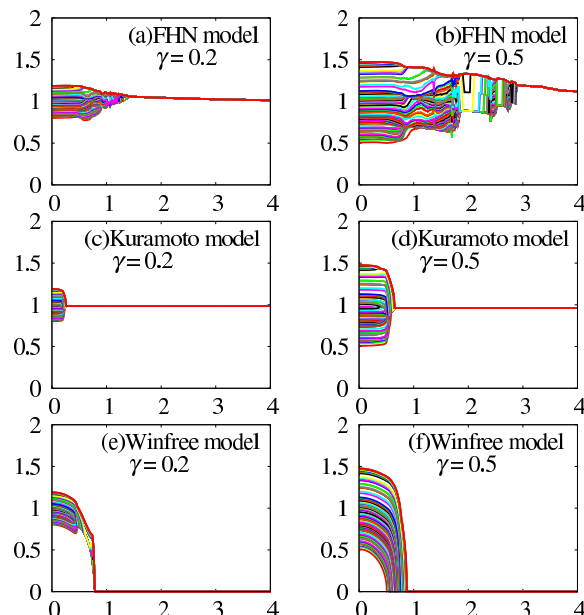 (a)FHN model
γ = 0.2
2
1.5
1
0.5
0
0 1 2 3 4
(b)FHN model
γ = 0.5
2
1.5
1
0.5
0
0 1 2 3 4
(c)Kuramoto model
γ = 0.2
2
1.5
1
0.5
0
0 1 2 3 4
(d)Kuramoto model
γ = 0.5
2
1.5
1
0.5
0
0 1 2 3 4
(e)Winfree model
γ = 0.2
2
1.5
1
0.5
0
0 1 2 3 4
(f)Winfree model
γ = 0.5
2
1.5
1
0.5
0
0 1 2 3 4